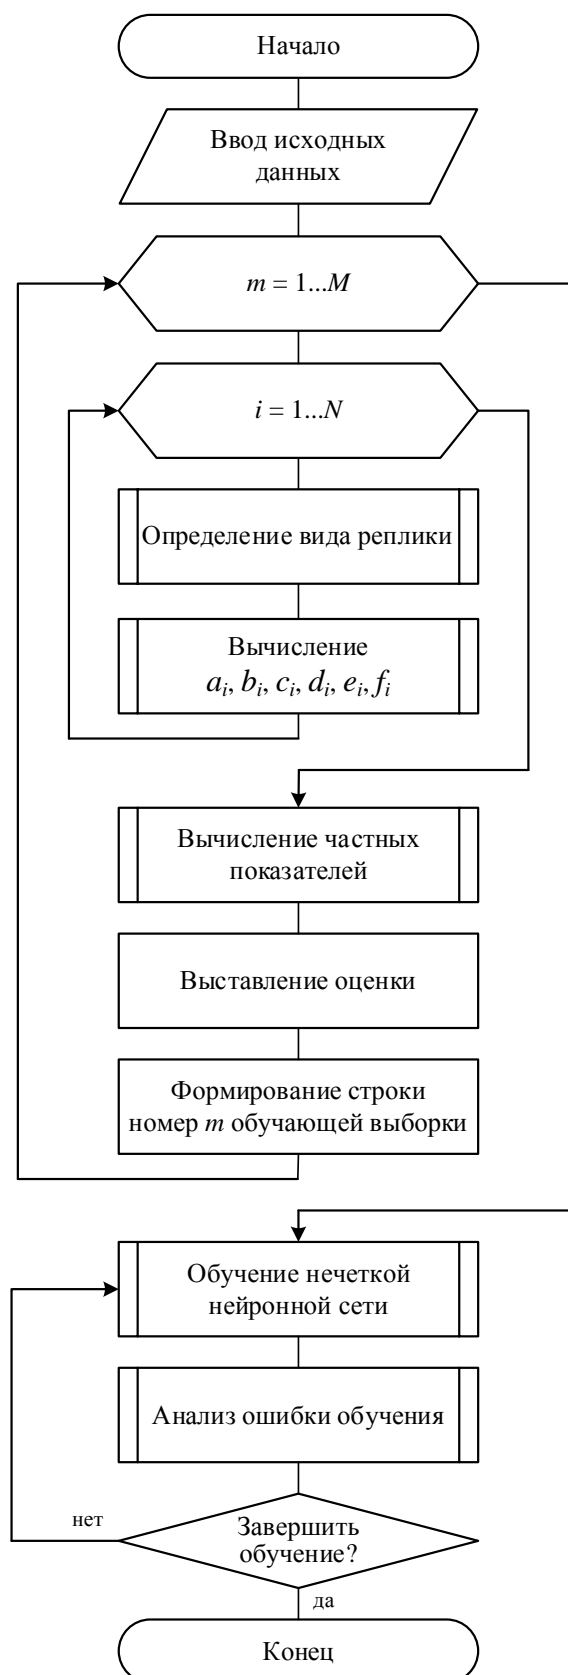 Начало
Ввод исходных
данных
m = 1...M
i = 1...N
Определение вида реплики
Вычисление
aᵢ, bᵢ, cᵢ, dᵢ, eᵢ, fᵢ
Вычисление частных
показателей
Выставление оценки
Формирование строки
номер m обучающей выборки
Обучение нечеткой
нейронной сети
Анализ ошибки обучения
нет
Завершить
обучение?
да
Конец